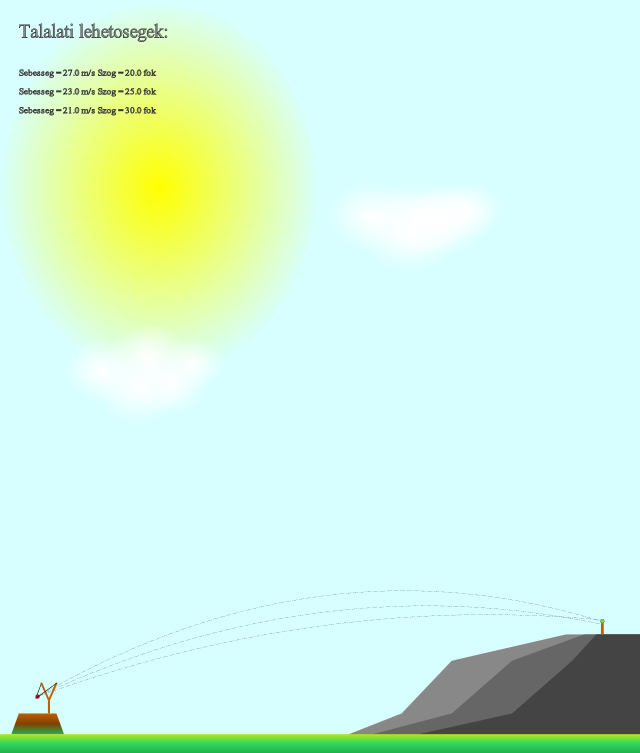 Talalati lehetosegek:
Sebesseg = 27.0 m/s Szog = 20.0 fok
Sebesseg = 23.0 m/s Szog = 25.0 fok
Sebesseg = 21.0 m/s Szog = 30.0 fok